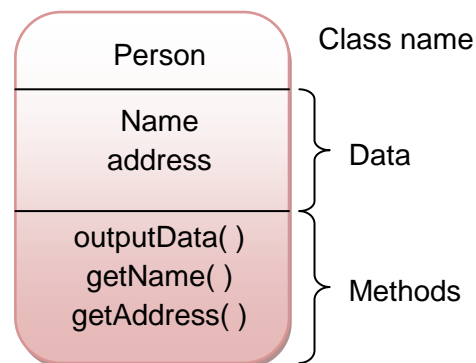 Person
Class name
Name
address
Data
outputData( )
getName( )
getAddress( )
Methods